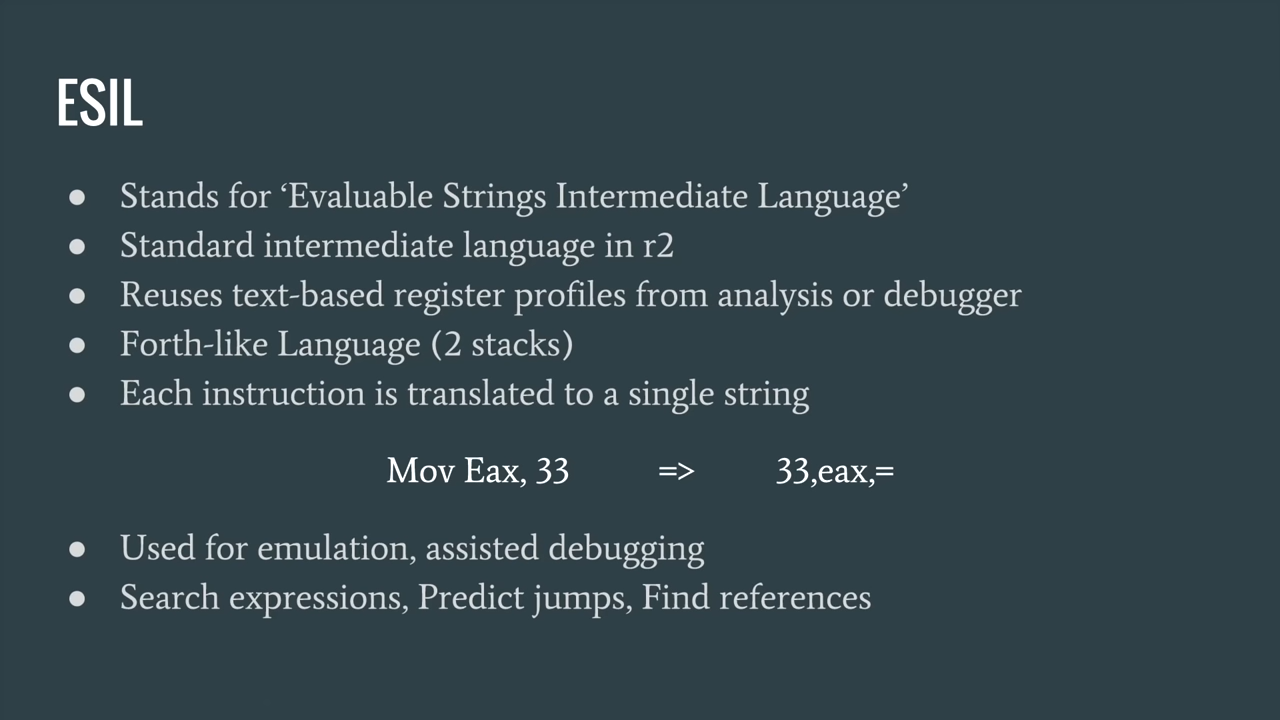 ESIL
● Stands for ‘Evaluable Strings Intermediate Language’
● Standard intermediate language in r2
● Reuses text-based register profiles from analysis or debugger
● Forth-like Language (2 stacks)
● Each instruction is translated to a single string
Mov Eax, 33 => 33,eax,=
● Used for emulation, assisted debugging
● Search expressions, Predict jumps, Find references